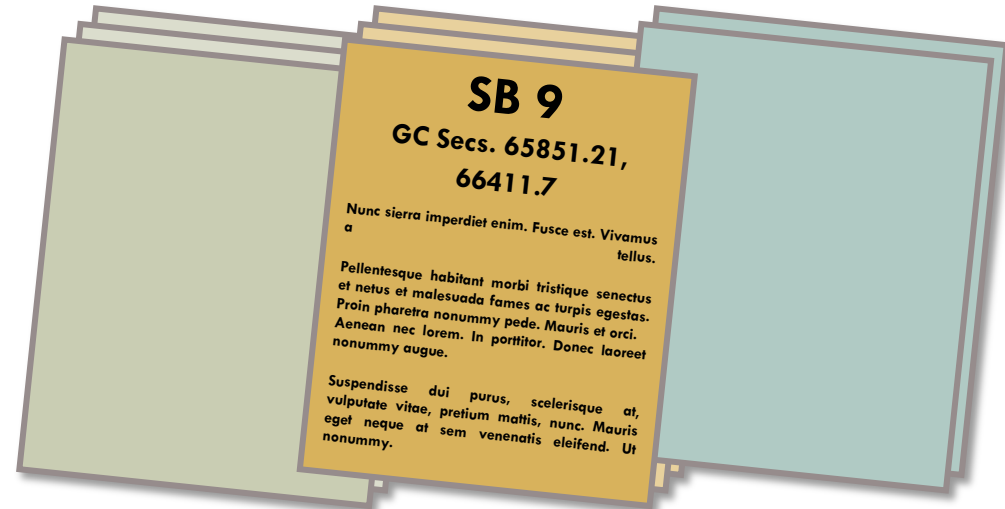 SB 9
GC Secs. 65851.21,
66411.7
Nunc sierra imperdiet enim. Fusce est. Vivamus
a tellus.
Pellentesque habitant morbi tristique senectus
et netus et malesuada fames ac turpis egestas.
Proin pharetra nonummy pede. Mauris et orci.
Aenean nec lorem. In porttitor. Donec laoreet
nonummy augue.
Suspendisse dui purus, scelerisque at,
vulputate vitae, pretium mattis, nunc. Mauris
eget neque at sem venenatis eleifend. Ut
nonummy.